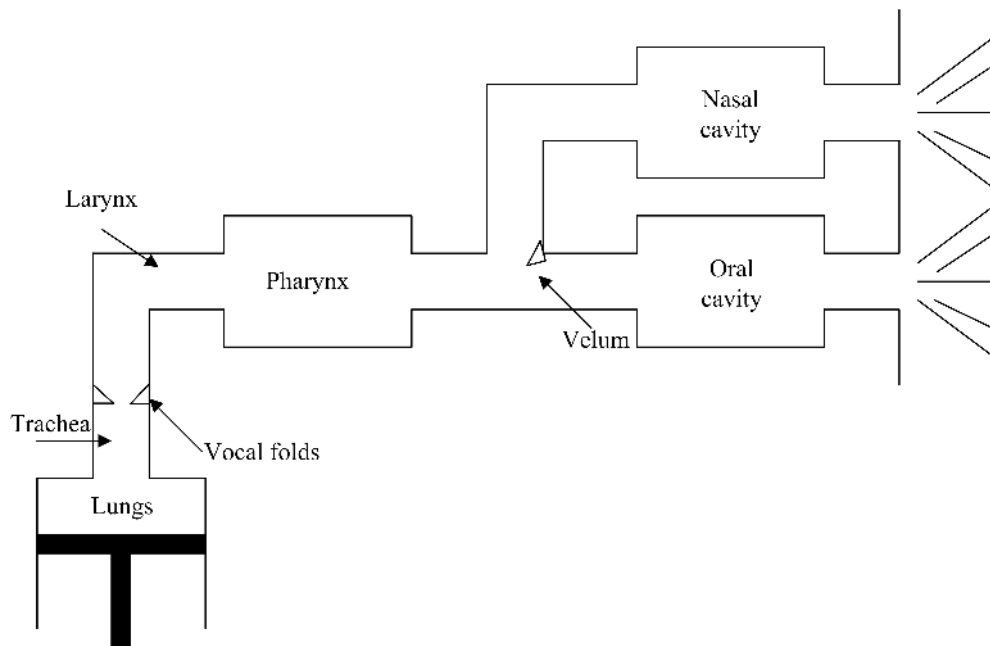 Nasal
cavity
Larynx
Pharynx
Oral
cavity
Velum
Trachea
Vocal folds
Lungs